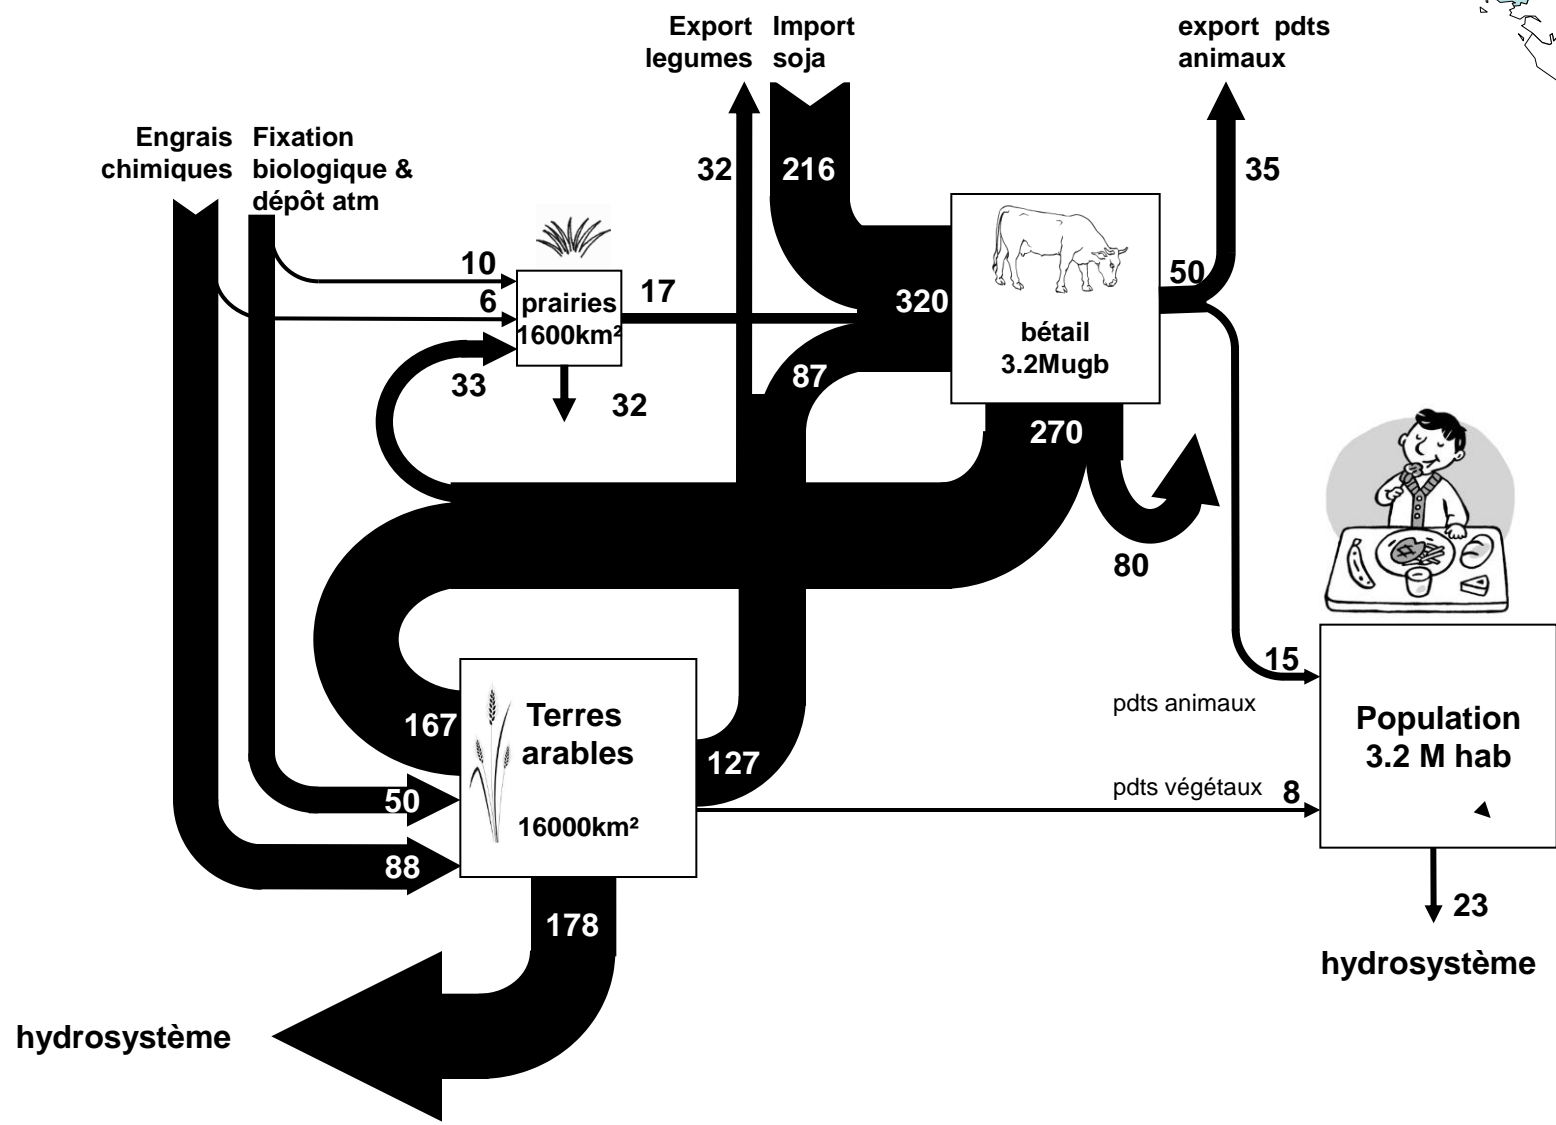 Export
legumes
Import
soja
export pdts
animaux
Engrais
chimiques
Fixation
biologique &
dépôt atm
32
216
35
10
6
prairies
1600km²
17
33
32
320
87
50
bétail
3.2Mugb
270
80
15
pdts animaux
Population
3.2 M hab
167
Terres
arables
16000km²
127
50
88
pdts végétaux
8
178
23
hydrosystème
hydrosystème